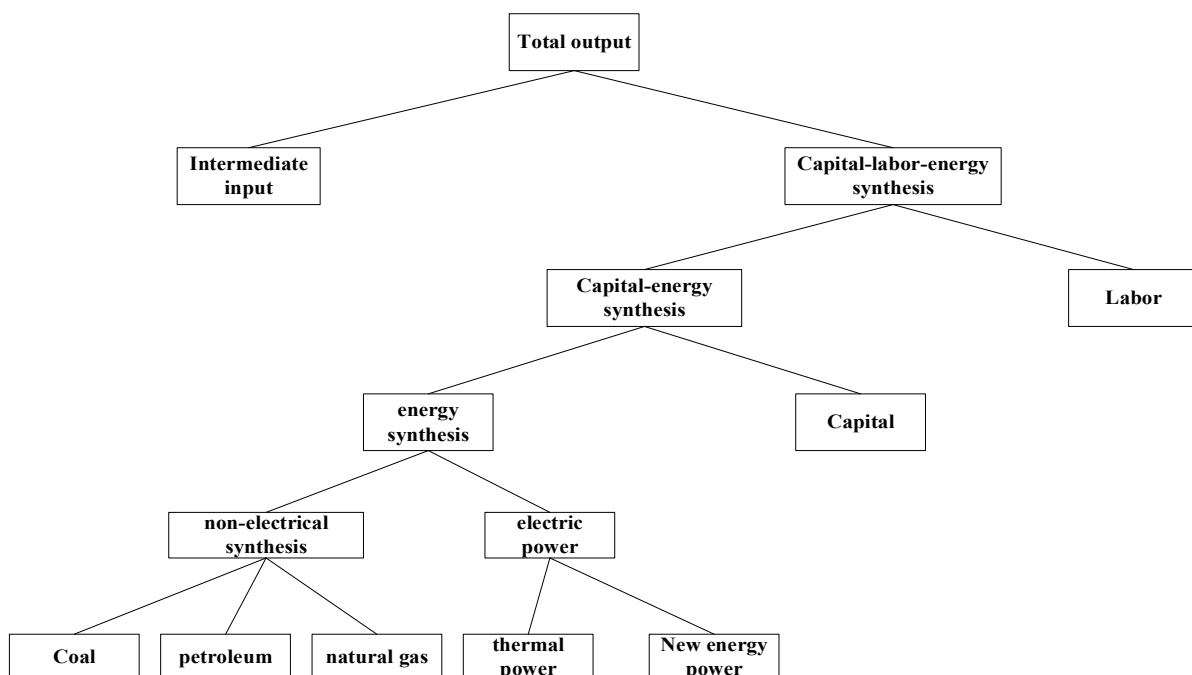 Total output
Intermediate
input
Capital-labor-energy
synthesis
Capital-energy
synthesis
Labor
energy
synthesis
Capital
non-electrical
synthesis
electric
power
Coal
petroleum
natural gas
thermal
power
New energy
power